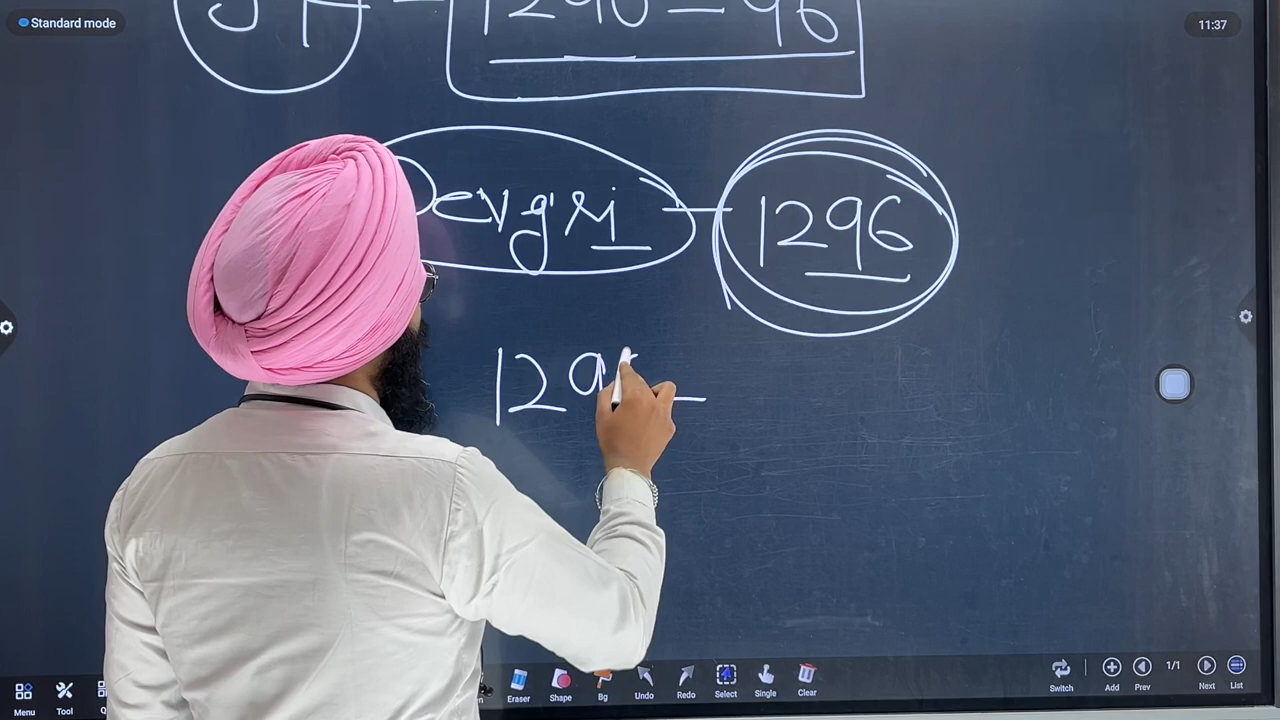 Standard mode
11:37
1290 - 96
Devgri - 1296
129
Menu Tool Eraser Shape Bg Undo Redo Select Single Clear Switch Add Prev 1/1 Next List